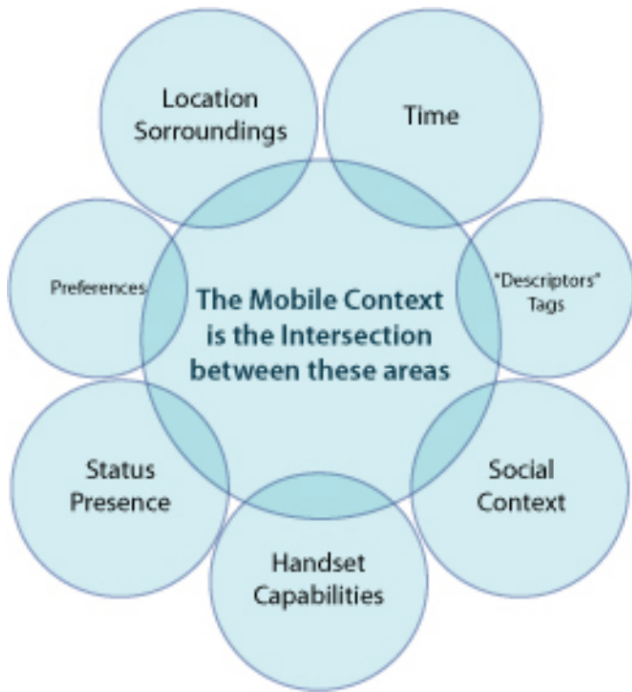 Location
Sorroundings
Time
Preferences
"Descriptors"
Tags
The Mobile Context
is the Intersection
between these areas
Status
Presence
Social
Context
Handset
Capabilities